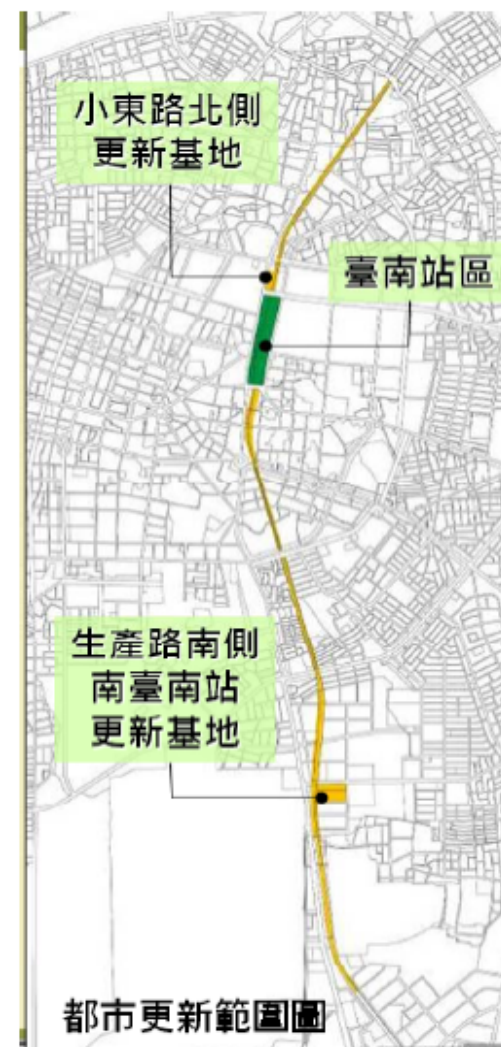 小東路北側
更新基地
臺南站區
生產路南側
南臺南站
更新基地
都市更新範圍圖